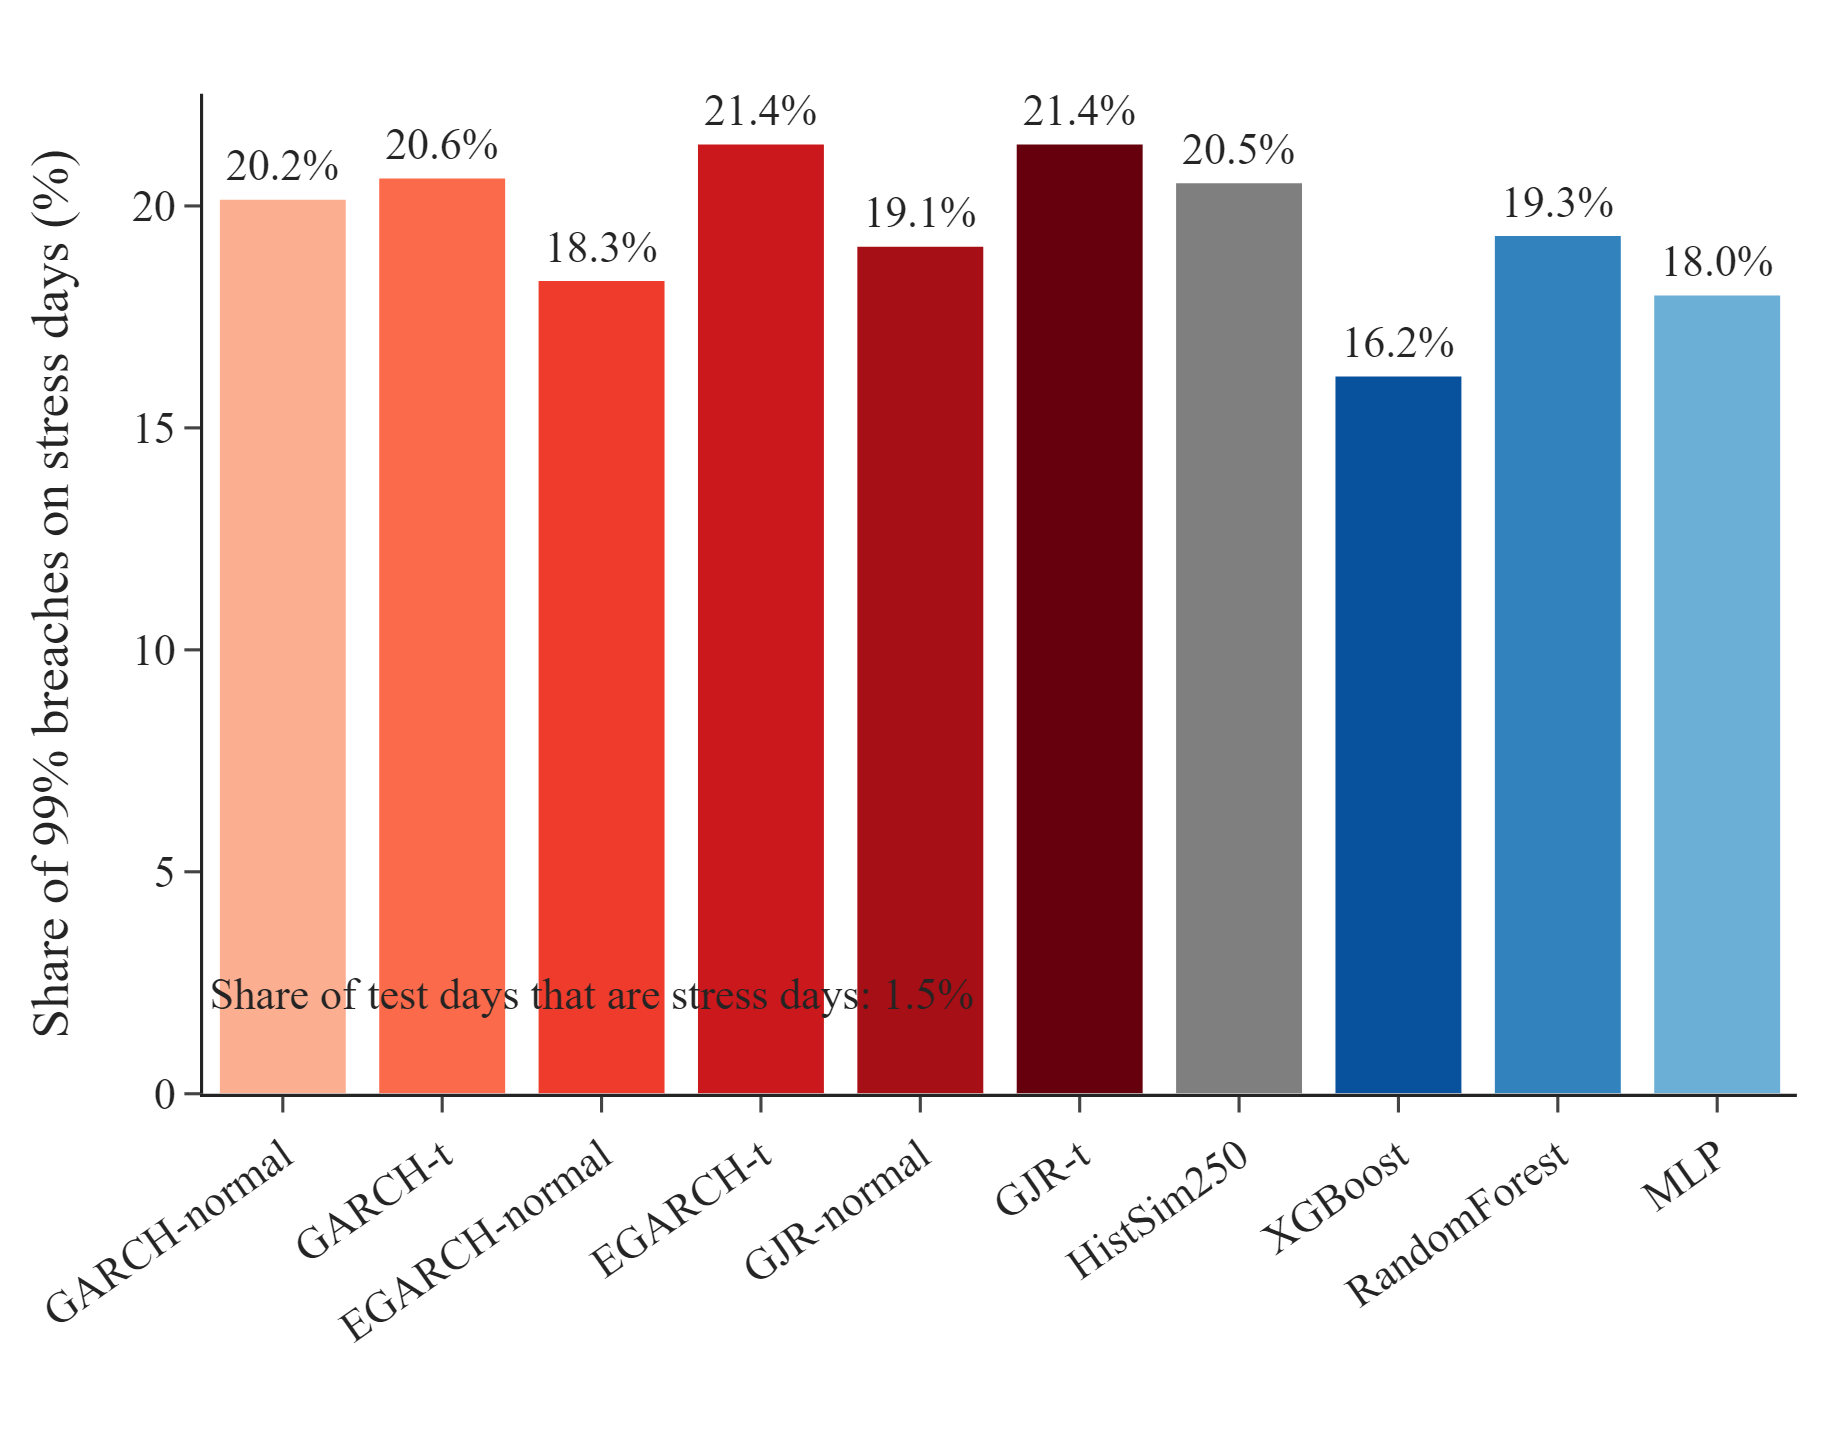 Share of 99% breaches on stress days (%)
20
15
10
5
0
20.2%
20.6%
18.3%
21.4%
19.1%
21.4%
20.5%
16.2%
19.3%
18.0%
Share of test days that are stress days: 1.5%
GARCH-normal
GARCH-t
EGARCH-normal
EGARCH-t
GJR-normal
GJR-t
HistSim250
XGBoost
RandomForest
MLP